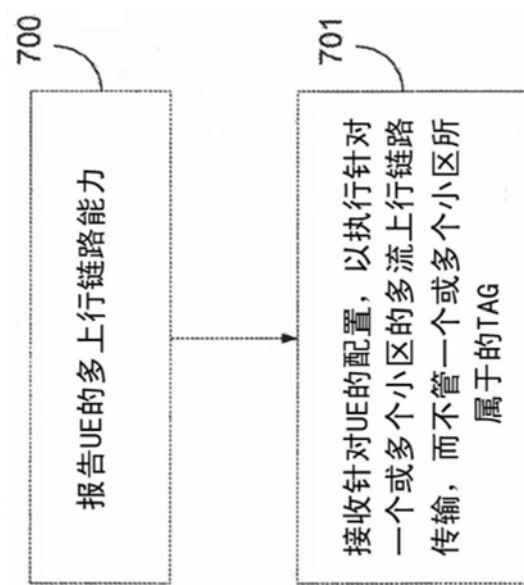 700
报告UE的多上行链路能力
701
接收针对UE的配置，以执行针对
一个或多个小区的多流上行链路
传输，而不管一个或多个小区所
属于的TAG